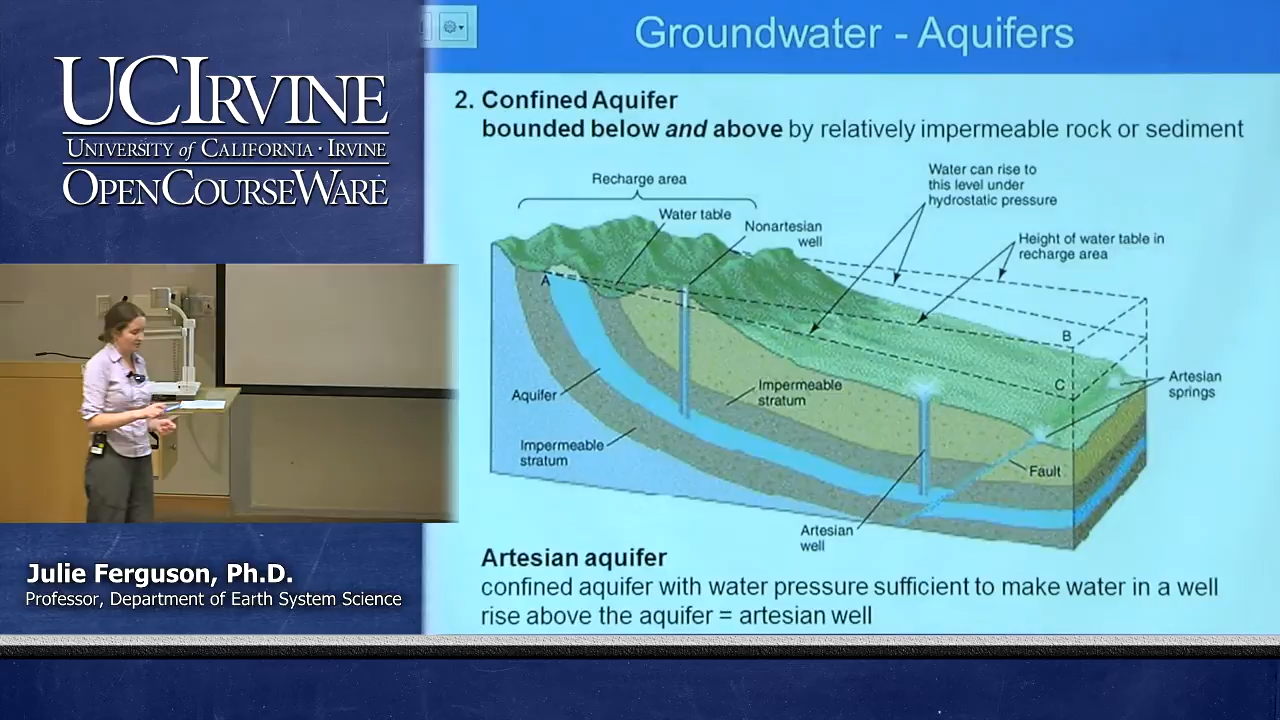 UCIRVINE
UNIVERSITY of CALIFORNIA · IRVINE
OPENCOURSEWARE
Julie Ferguson, Ph.D.
Professor, Department of Earth System Science
Groundwater - Aquifers
2. Confined Aquifer
bounded below and above by relatively impermeable rock or sediment
Recharge area
Water table
Nonartesian
well
Water can rise to
this level under
hydrostatic pressure
Height of water table in
recharge area
A
B
C
Aquifer
Impermeable
stratum
Impermeable
stratum
Artesian
springs
Fault
Artesian
well
Artesian aquifer
confined aquifer with water pressure sufficient to make water in a well
rise above the aquifer = artesian well